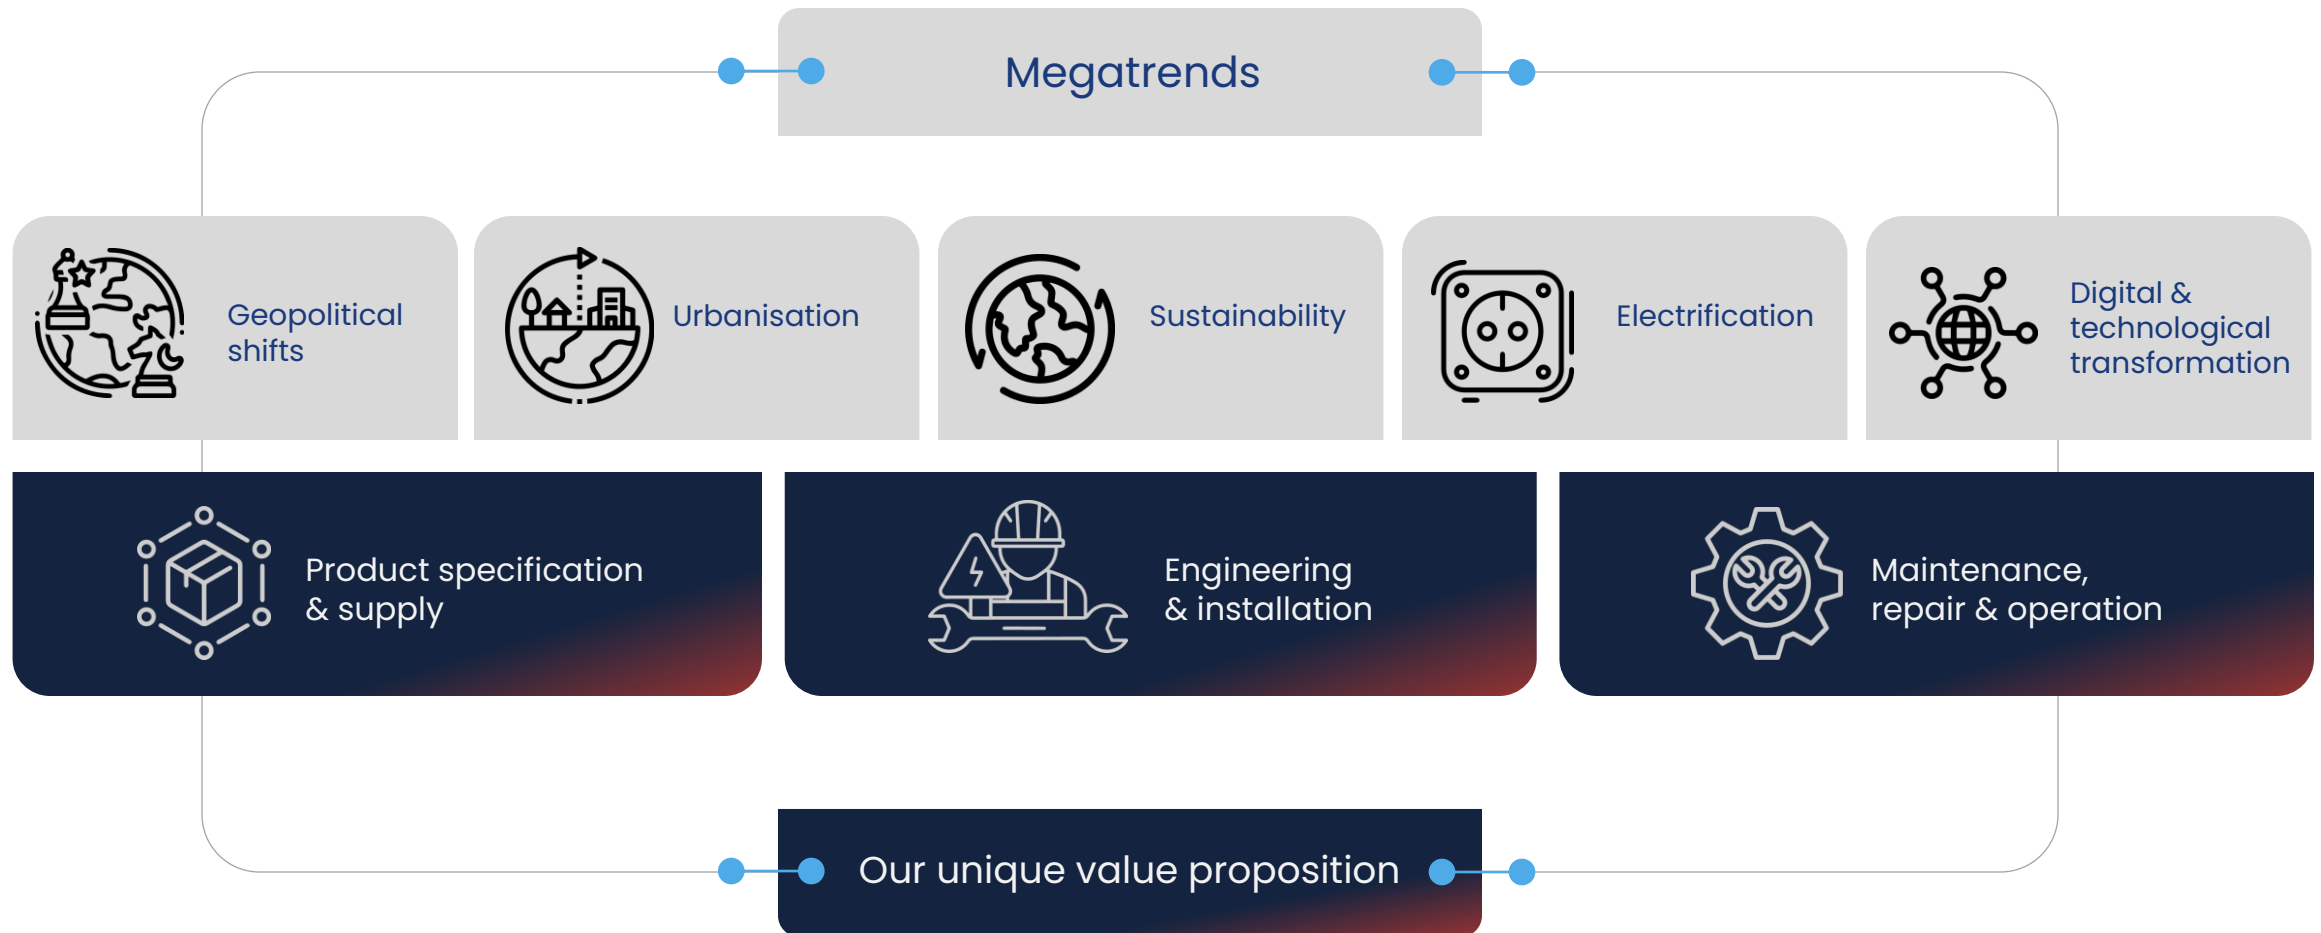 Megatrends
Geopolitical
shifts
Urbanisation
Sustainability
Electrification
Digital &
technological
transformation
Product specification
& supply
Engineering
& installation
Maintenance,
repair & operation
Our unique value proposition